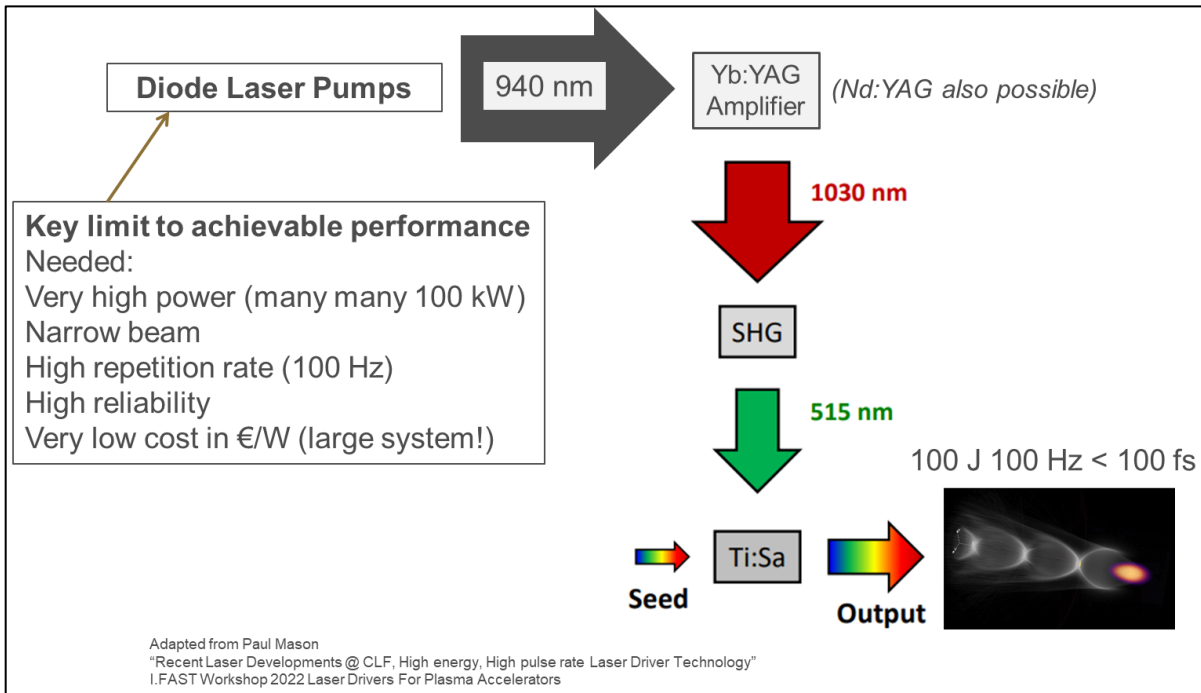 Diode Laser Pumps
940 nm
Yb:YAG
Amplifier
(Nd:YAG also possible)
Key limit to achievable performance
Needed:
Very high power (many many 100 kW)
Narrow beam
High repetition rate (100 Hz)
High reliability
Very low cost in €/W (large system!)
1030 nm
SHG
515 nm
100 J 100 Hz < 100 fs
Seed
Ti:Sa
Output
Adapted from Paul Mason
“Recent Laser Developments @ CLF, High energy, High pulse rate Laser Driver Technology”
I.FAST Workshop 2022 Laser Drivers For Plasma Accelerators